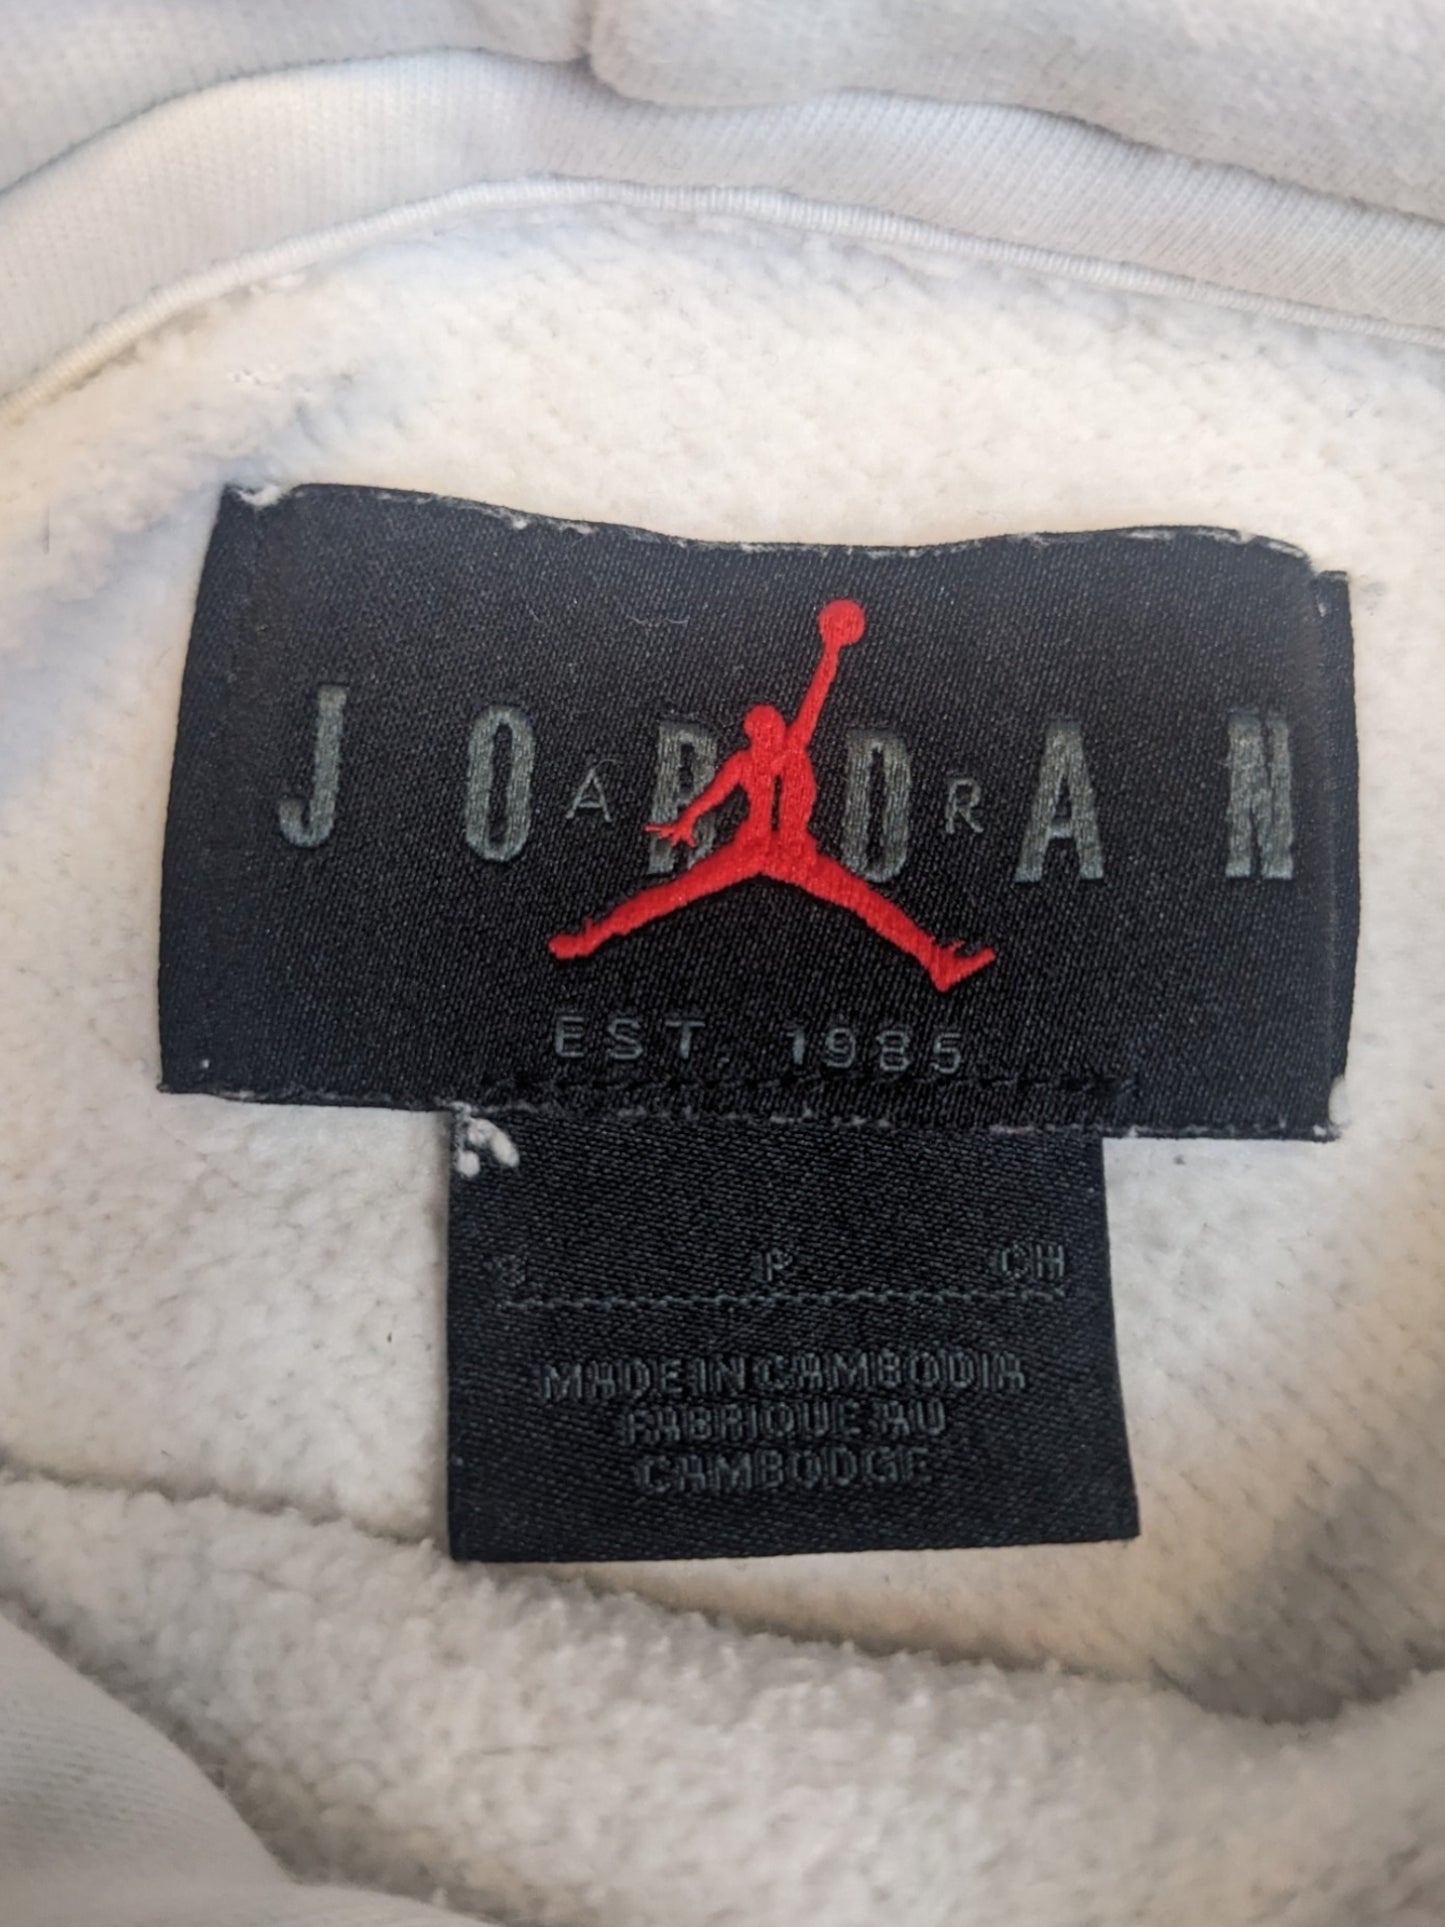 JORDAN
AIR
EST. 1985
S P CH
MADE IN CAMBODIA
FABRIQUE AU
CAMBODGE